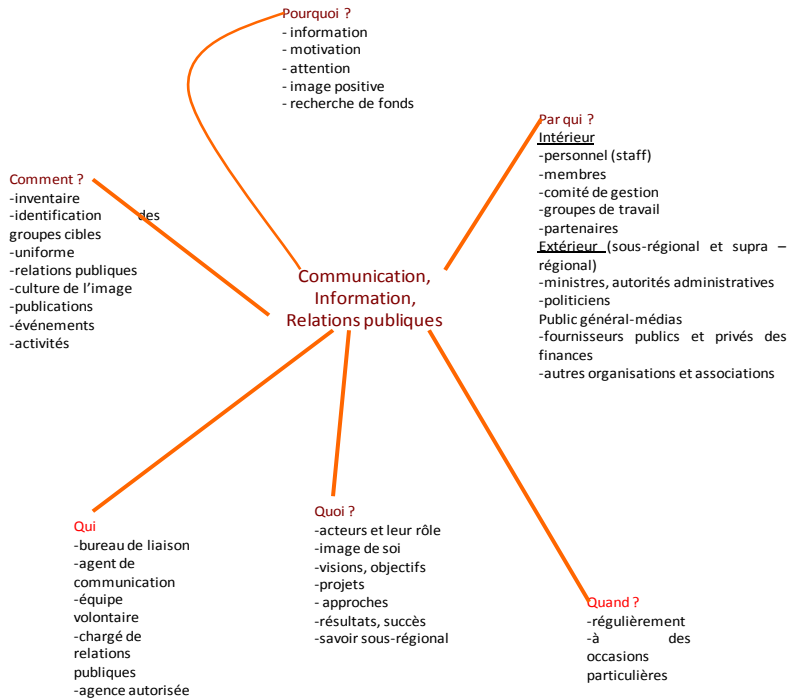 Pourquoi ?
- information
- motivation
- attention
- image positive
- recherche de fonds
Par qui ?
Intérieur
-personnel (staff)
-membres
-comité de gestion
-groupes de travail
-partenaires
Extérieur (sous-régional et supra –
régional)
-ministres, autorités administratives
-politiciens
Public général-médias
-fournisseurs publics et privés des
finances
-autres organisations et associations
Comment ?
-inventaire
-identification des
groupes cibles
-uniforme
-relations publiques
-culture de l’image
-publications
-événements
-activités
Communication,
Information,
Relations publiques
Qui
-bureau de liaison
-agent de
communication
-équipe
volontaire
-chargé de
relations
publiques
-agence autorisée
Quoi ?
-acteurs et leur rôle
-image de soi
-visions, objectifs
-projets
- approches
-résultats, succès
-savoir sous-régional
Quand ?
-régulièrement
-à des
occasions
particulières